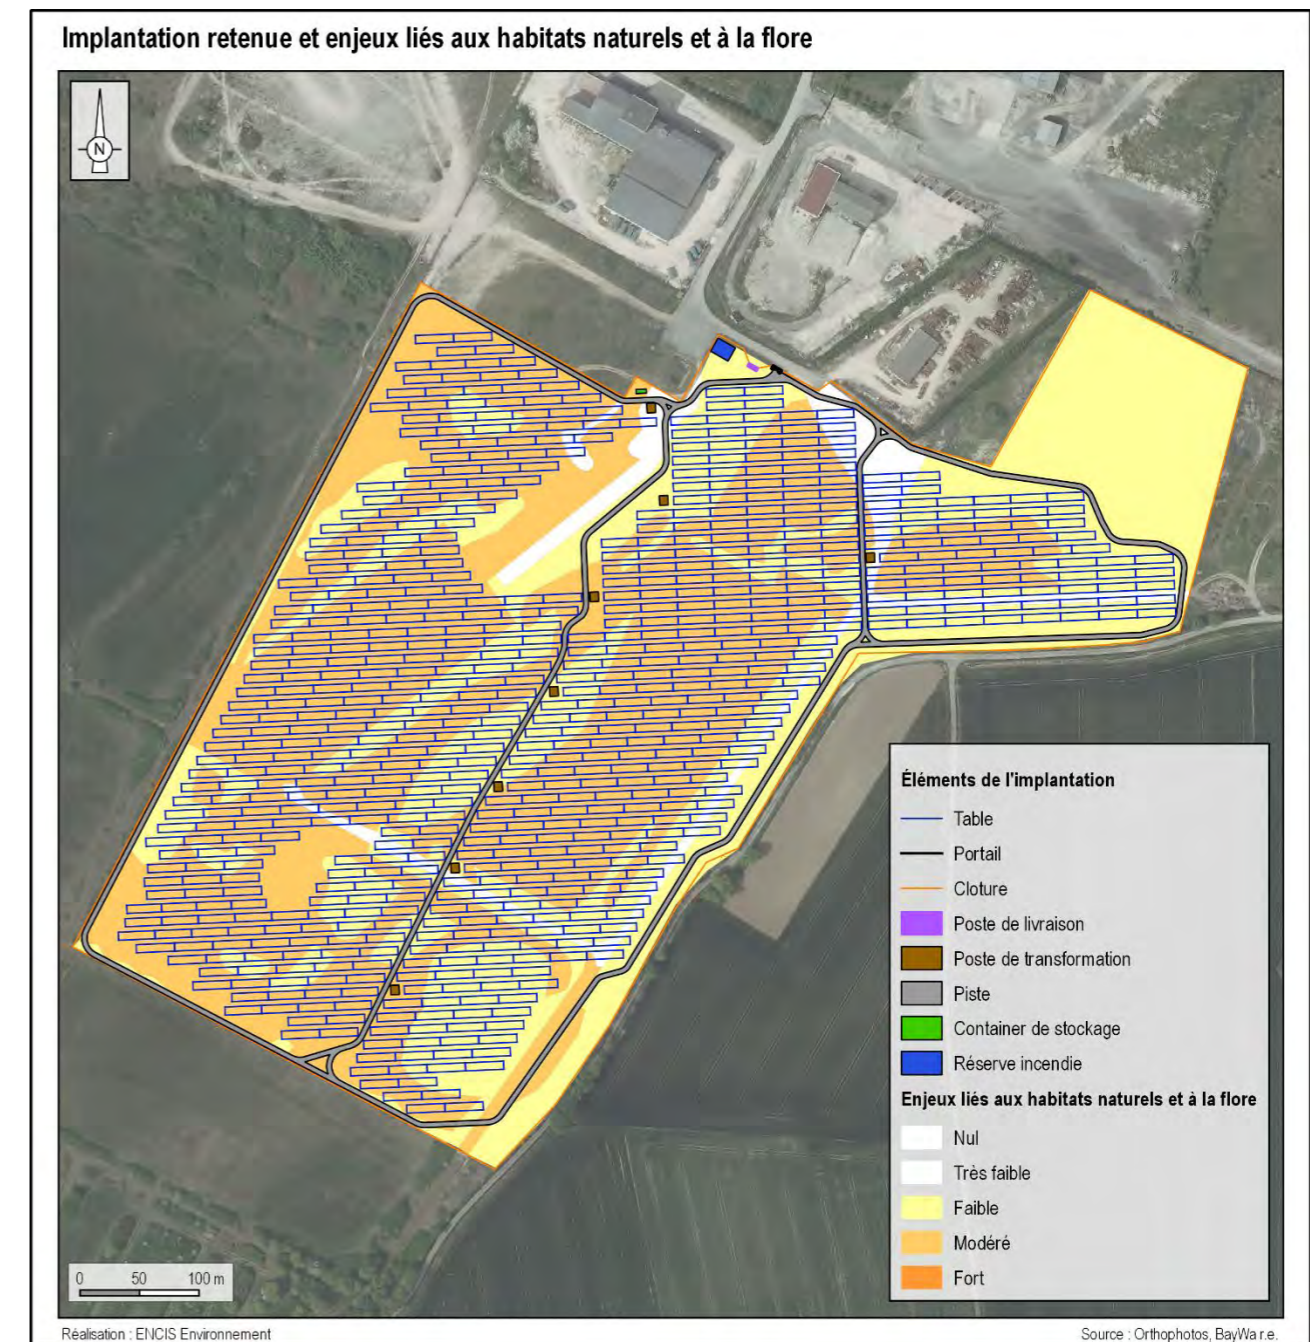 Implantation retenue et enjeux liés aux habitats naturels et à la flore
N
Éléments de l'implantation
Table
Portail
Cloture
Poste de livraison
Poste de transformation
Piste
Container de stockage
Réserve incendie
Enjeux liés aux habitats naturels et à la flore
Nul
Très faible
Faible
Modéré
Fort
0 50 100 m
Réalisation : ENCIS Environnement
Source : Orthophotos, BayWa r.e.